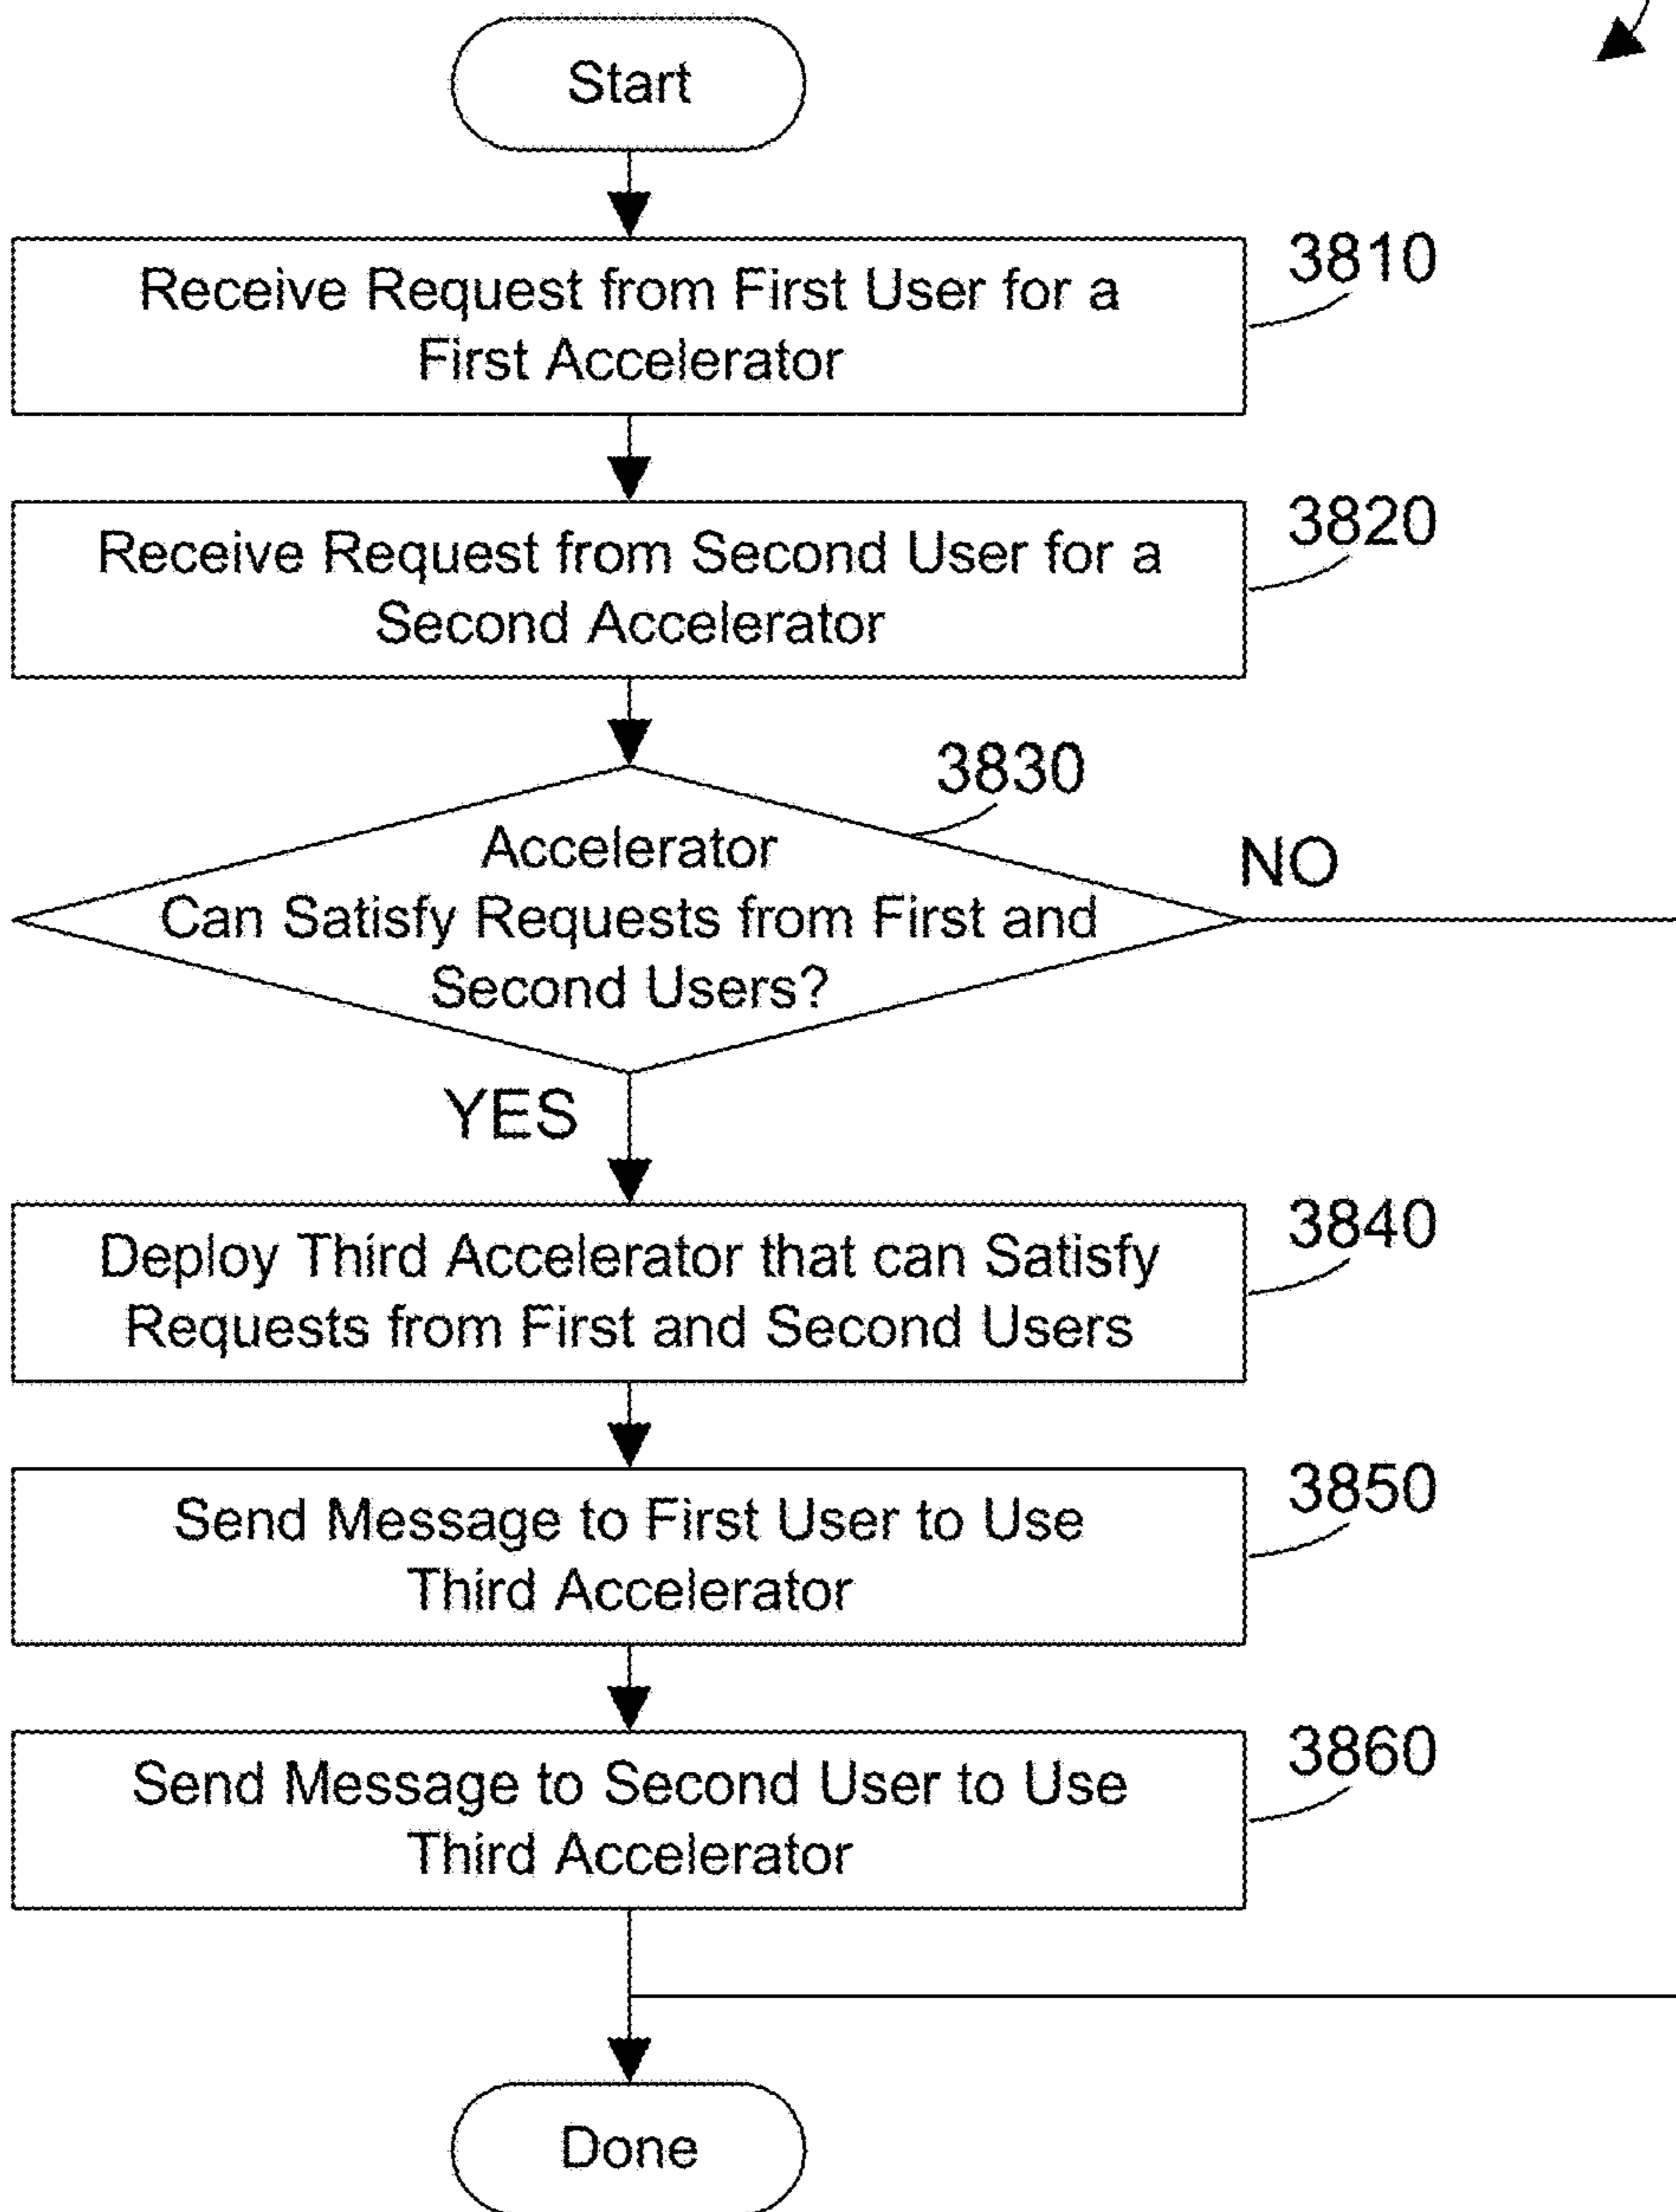 Start
Receive Request from First User for a
First Accelerator
3810
Receive Request from Second User for a
Second Accelerator
3820
3830
Accelerator
Can Satisfy Requests from First and
Second Users?
NO
YES
Deploy Third Accelerator that can Satisfy
Requests from First and Second Users
3840
Send Message to First User to Use
Third Accelerator
3850
Send Message to Second User to Use
Third Accelerator
3860
Done